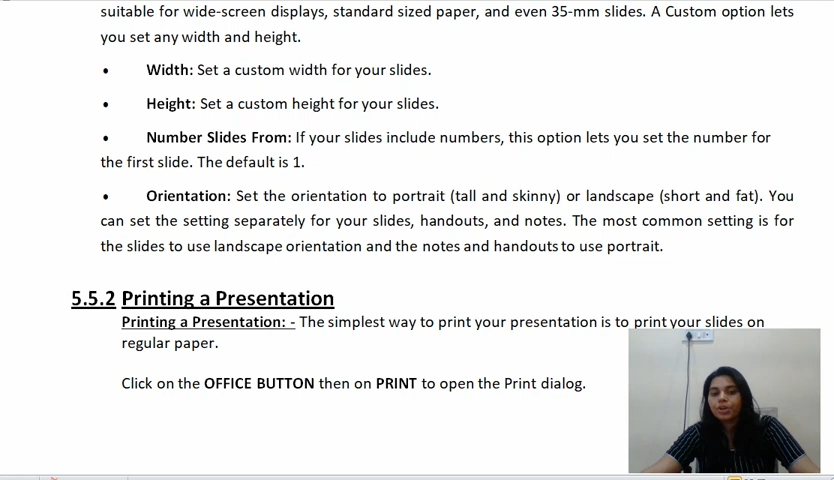 suitable for wide-screen displays, standard sized paper, and even 35-mm slides. A Custom option lets
you set any width and height.
• Width: Set a custom width for your slides.
• Height: Set a custom height for your slides.
• Number Slides From: If your slides include numbers, this option lets you set the number for
the first slide. The default is 1.
• Orientation: Set the orientation to portrait (tall and skinny) or landscape (short and fat). You
can set the setting separately for your slides, handouts, and notes. The most common setting is for
the slides to use landscape orientation and the notes and handouts to use portrait.
5.5.2 Printing a Presentation
Printing a Presentation: - The simplest way to print your presentation is to print your slides on
regular paper.
Click on the OFFICE BUTTON then on PRINT to open the Print dialog.